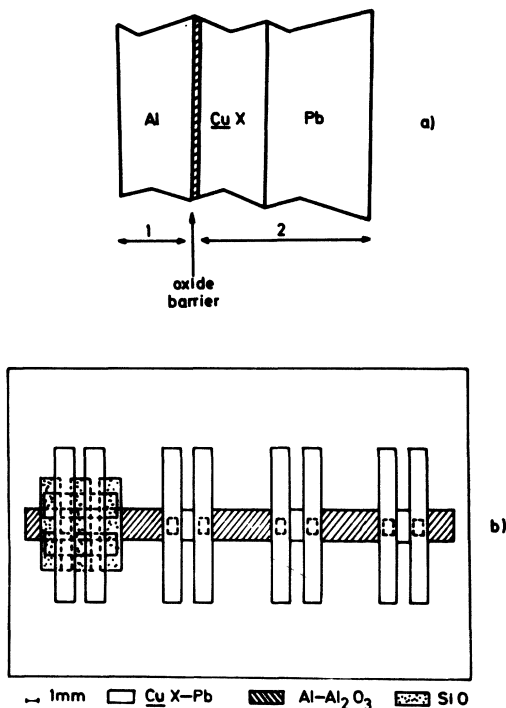 Al Cu X Pb a)
1 2
oxide
barrier
b)
1mm Cu X–Pb Al–Al₂O₃ SiO